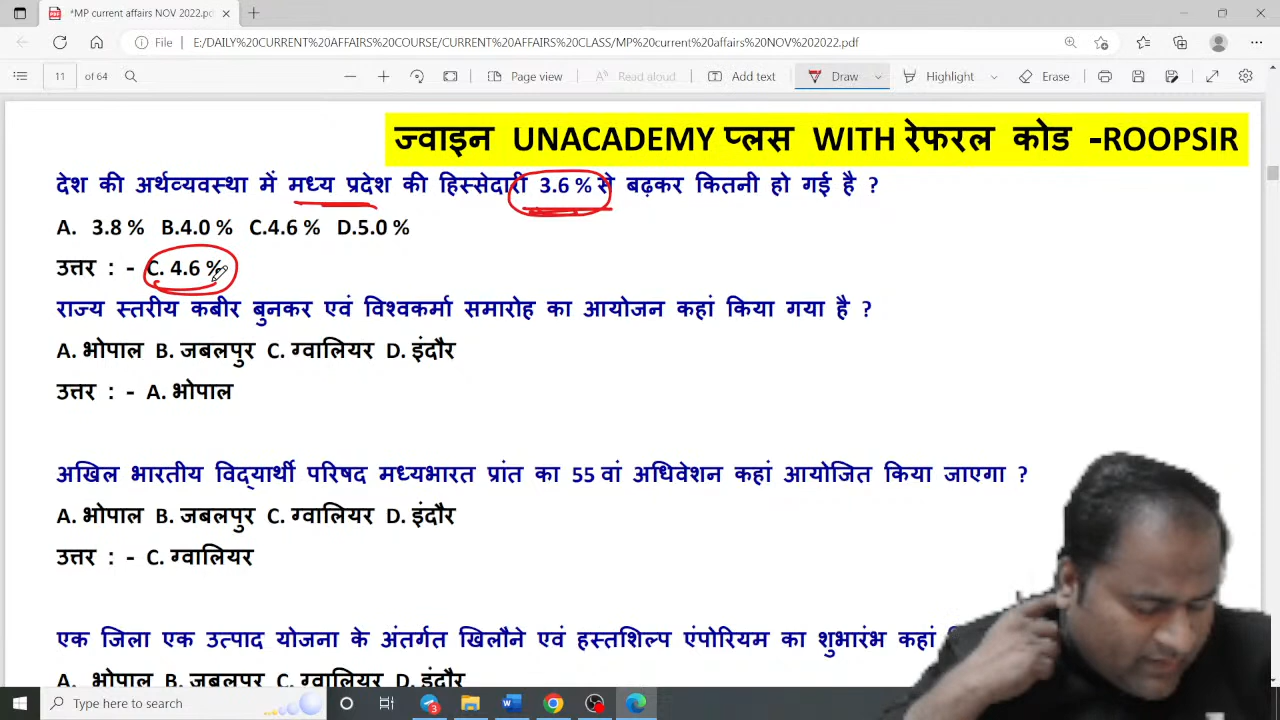 *MP current affairs NOV 2022.pdf
File
E:/DAILY%20CURRENT%20AFFAIRS%20COURSE/CURRENT%20AFFAIRS%20CLASS/MP%20current%20affairs%20NOV%202022.pdf
11 of 64
Page view
Read aloud
Add text
Draw
Highlight
Erase
ज्वाइन UNACADEMY प्लस WITH रेफरल कोड -ROOPSIR
देश की अर्थव्यवस्था में मध्य प्रदेश की हिस्सेदारी 3.6 % से बढ़कर कितनी हो गई है ?
A. 3.8 % B.4.0 % C.4.6 % D.5.0 %
उत्तर : - C. 4.6 %
राज्य स्तरीय कबीर बुनकर एवं विश्वकर्मा समारोह का आयोजन कहां किया गया है ?
A. भोपाल B. जबलपुर C. ग्वालियर D. इंदौर
उत्तर : - A. भोपाल
अखिल भारतीय विद्यार्थी परिषद मध्यभारत प्रांत का 55 वां अधिवेशन कहां आयोजित किया जाएगा ?
A. भोपाल B. जबलपुर C. ग्वालियर D. इंदौर
उत्तर : - C. ग्वालियर
एक जिला एक उत्पाद योजना के अंतर्गत खिलौने एवं हस्तशिल्प एंपोरियम का शुभारंभ कहां
A. भोपाल B. जबलपुर C. ग्वालियर D. इंदौर
Type here to search
3